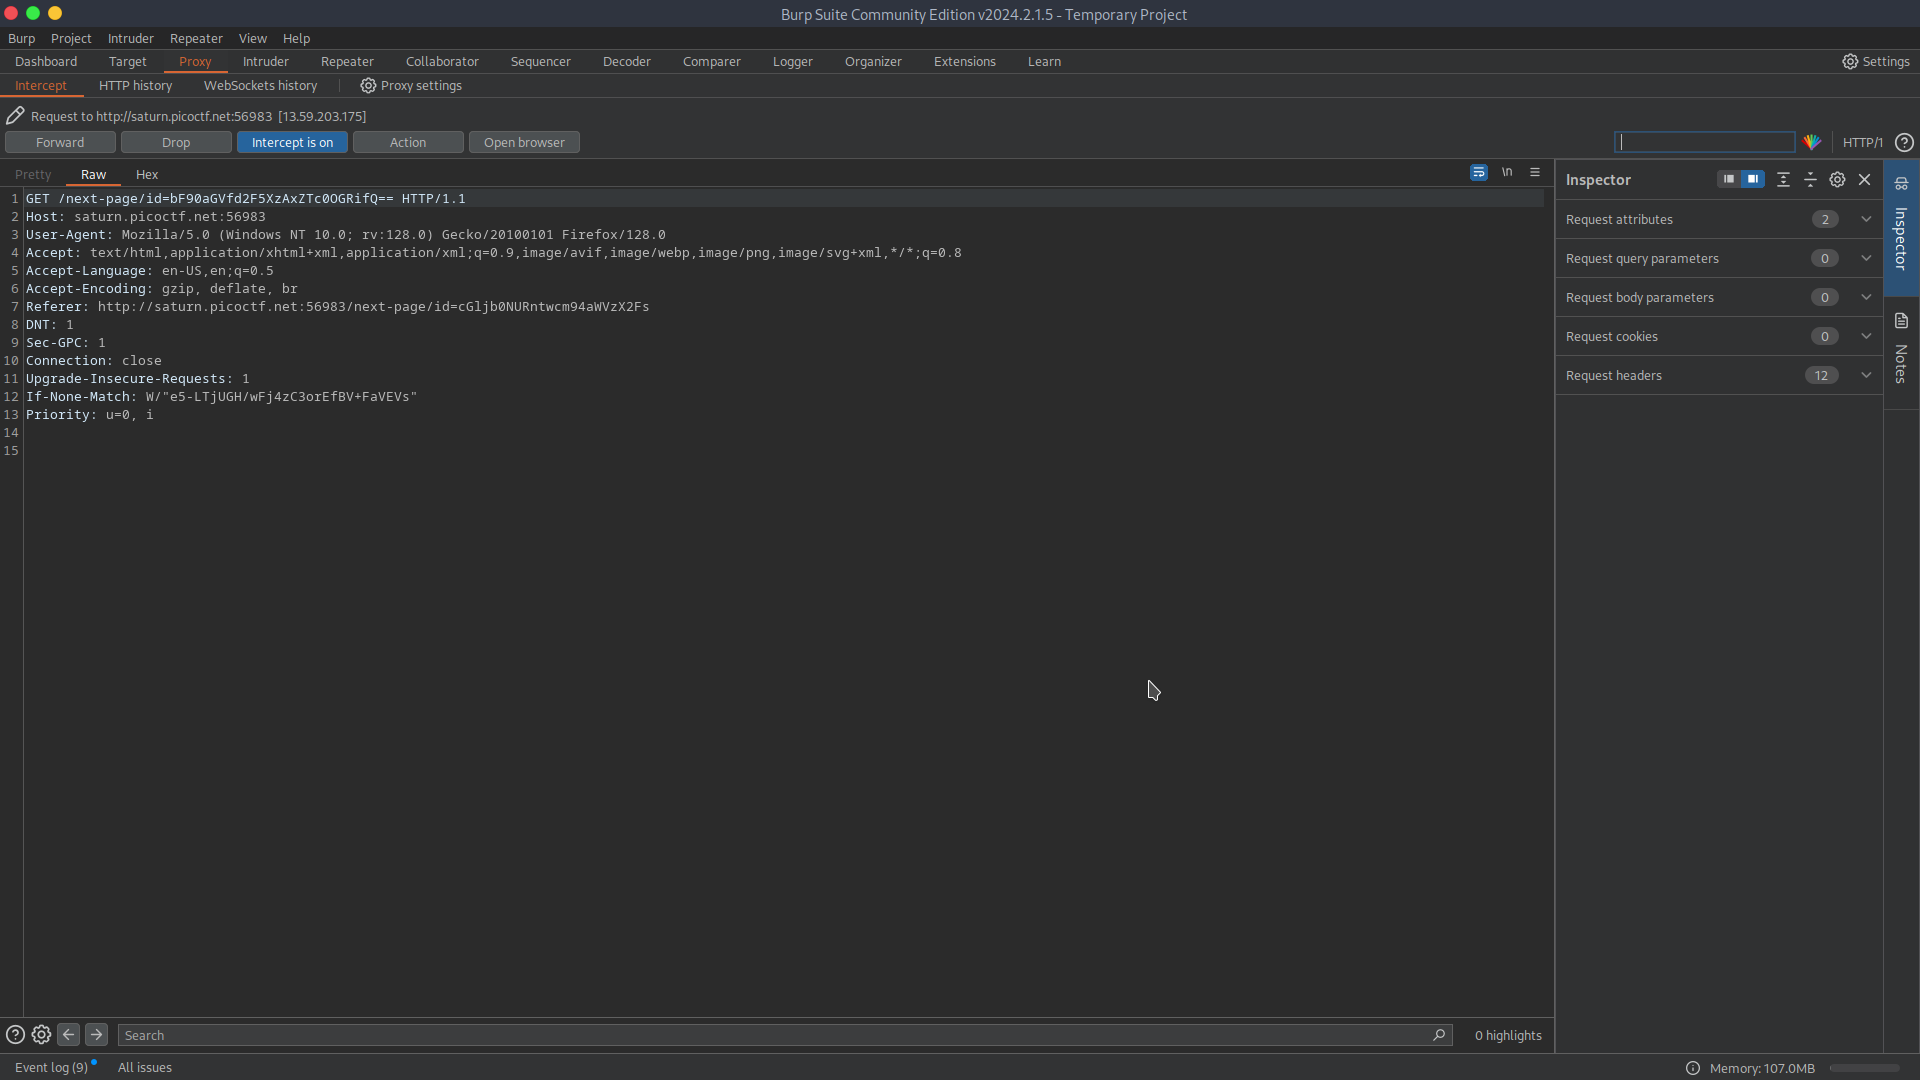 Burp Suite Community Edition v2024.2.1.5 - Temporary Project
Burp Project Intruder Repeater View Help
Dashboard Target Proxy Intruder Repeater Collaborator Sequencer Decoder Comparer Logger Organizer Extensions Learn Settings
Intercept HTTP history WebSockets history Proxy settings
Request to http://saturn.picoctf.net:56983 [13.59.203.175]
Forward Drop Intercept is on Action Open browser HTTP/1
Pretty Raw Hex \n
1 GET /next-page/id=bF90aGVfd2F5XzAxZTc0OGRifQ== HTTP/1.1
2 Host: saturn.picoctf.net:56983
3 User-Agent: Mozilla/5.0 (Windows NT 10.0; rv:128.0) Gecko/20100101 Firefox/128.0
4 Accept: text/html,application/xhtml+xml,application/xml;q=0.9,image/avif,image/webp,image/png,image/svg+xml,*/*;q=0.8
5 Accept-Language: en-US,en;q=0.5
6 Accept-Encoding: gzip, deflate, br
7 Referer: http://saturn.picoctf.net:56983/next-page/id=cGljb0NURntwcm94aWVzX2Fs
8 DNT: 1
9 Sec-GPC: 1
10 Connection: close
11 Upgrade-Insecure-Requests: 1
12 If-None-Match: W/"e5-LTjUGH/wFj4zC3orEfBV+FaVEVs"
13 Priority: u=0, i
14
15
Inspector
Request attributes 2
Request query parameters 0
Request body parameters 0
Request cookies 0
Request headers 12
Inspector
Notes
Search 0 highlights
Event log (9) All issues Memory: 107.0MB